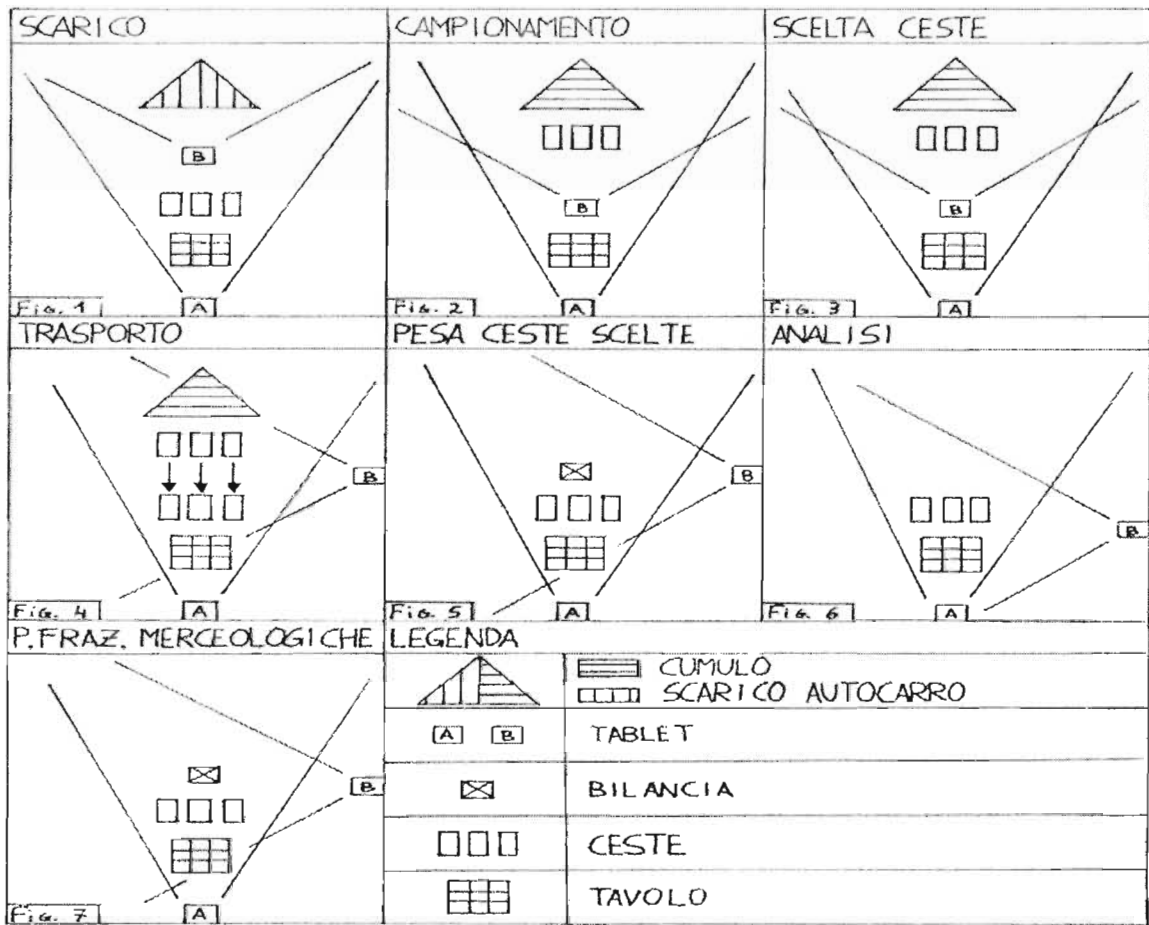 SCARICO
CAMPIONAMENTO
SCELTA CESTE
B
B
B
Fig. 1
A
Fig. 2
A
Fig. 3
A
TRASPORTO
PESA CESTE SCELTE
ANALISI
B
B
B
Fig. 4
A
Fig. 5
A
Fig. 6
A
P.FRAZ. MERCEOLOGICHE
LEGENDA
B
Fig. 7
A
CUMULO
SCARICO AUTOCARRO
A B TABLET
BILANCIA
CESTE
TAVOLO